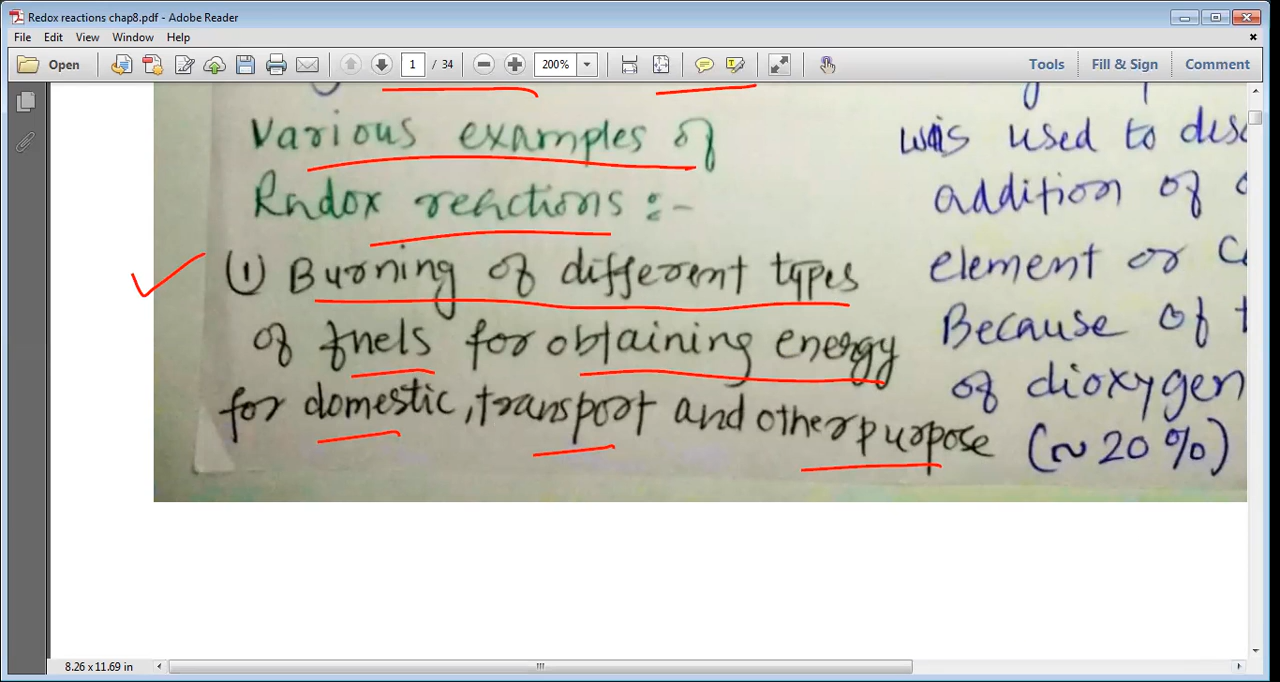 Redox reactions chap8.pdf - Adobe Reader
File Edit View Window Help
Open 1 / 34 200% Tools Fill & Sign Comment
Various examples of
Redox reactions :-
(1) Burning of different types
of fuels for obtaining energy
for domestic, transport and other purpose
was used to des
addition of
element or C
Because of t
of dioxygen
(~20%)
8.26 x 11.69 in